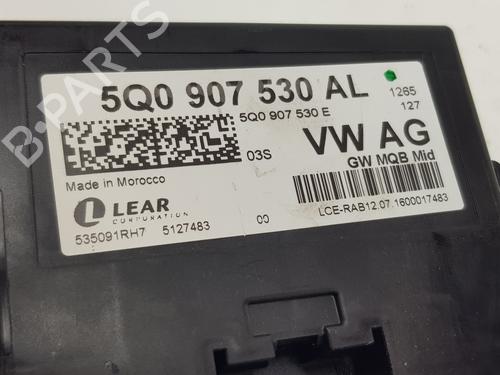 5Q0 907 530 AL
1265
5Q0 907 530 E
127
03S
VW AG
GW MQB Mid
Made in Morocco
LEAR
CORPORATION
535091RH7 5127483 00
LCE-RAB12.07.1600017483
B-PARTS